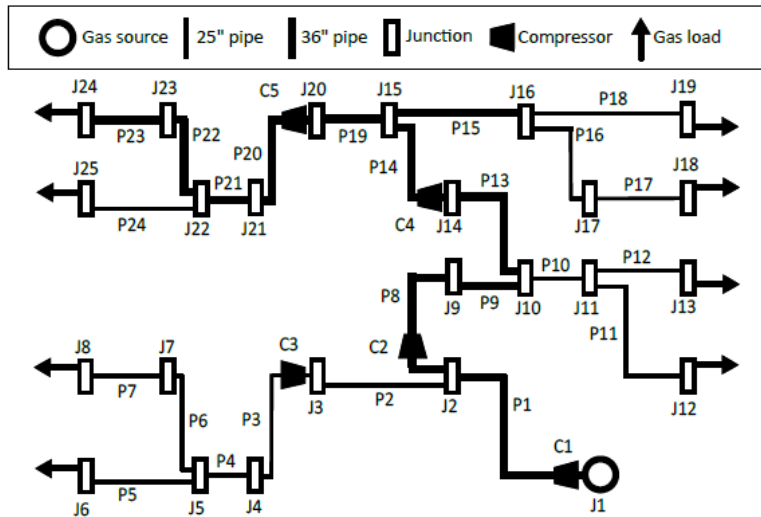 Gas source 25" pipe 36" pipe Junction Compressor Gas load
J24 J23 C5 J20 J15 J16 J19
P18
P23 P22 P19 P15 P16
P20 P14
J25 P21 P13 P17 J18
P24 J22 J21 C4 J14 J17
P12
P10
P8 J9 P9 J10 J11 J13
P11
J8 J7 C3 C2
P7 J3 P2 J2 P1 J12
P6 P3
P4 C1
P5 J5 J4
J6 J1